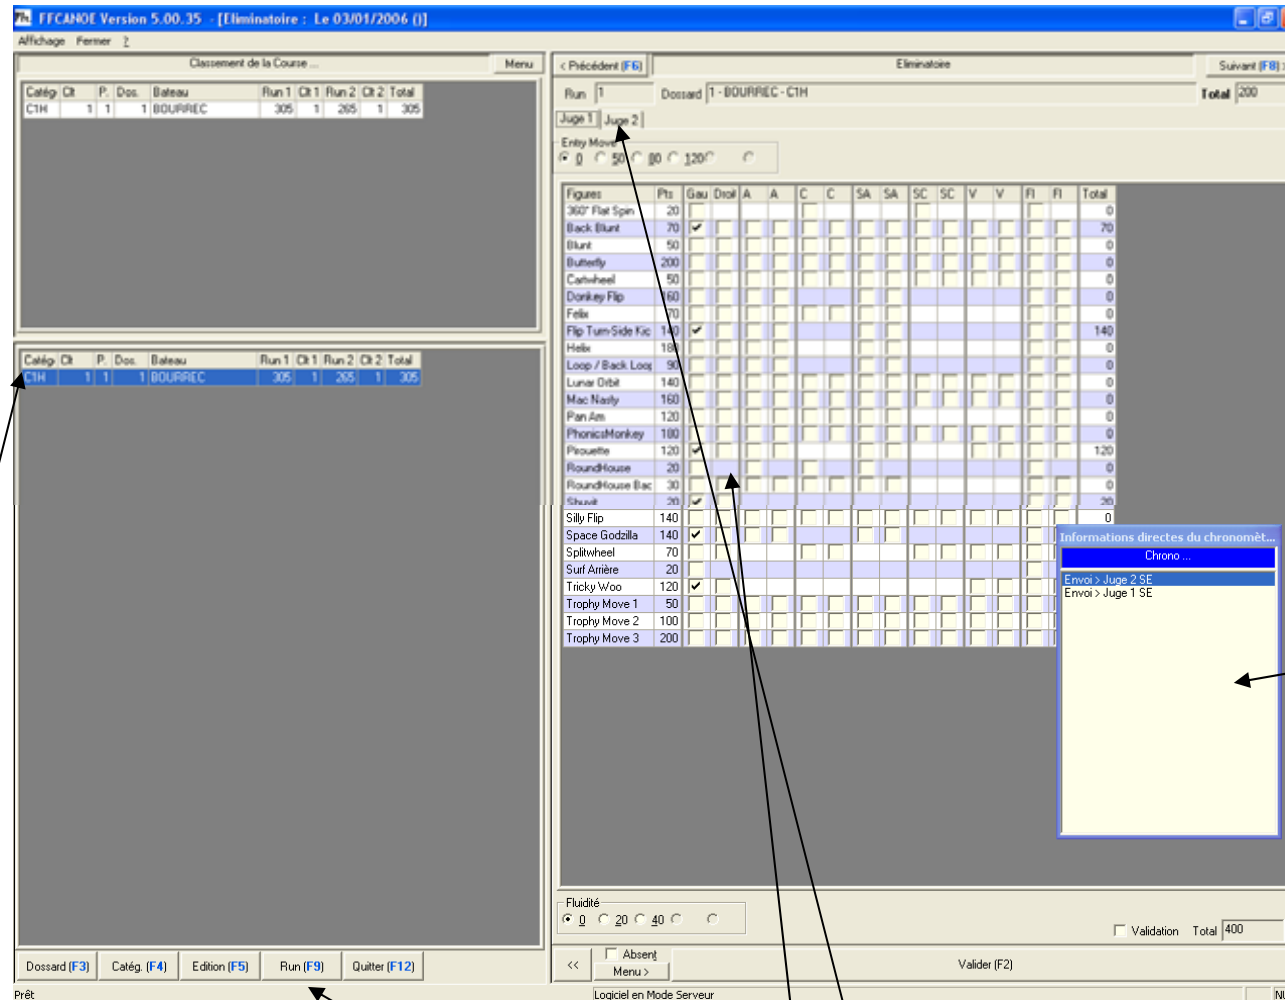 FFCANOE Version 5.00.35 - [Eliminatoire : Le 03/01/2006 ()]
Affichage Fermer ?
Classement de la Course ... Menu
Catég Clt P. Dos. Bateau Run 1 Clt 1 Run 2 Clt 2 Total
C1H 1 1 1 BOURREC 305 1 265 1 305
Catég Clt P. Dos. Bateau Run 1 Clt 1 Run 2 Clt 2 Total
C1H 1 1 1 BOURREC 305 1 265 1 305
Dossard (F3) Catég. (F4) Edition (F5) Run (F9) Quitter (F12)
< Précédent (F6) Eliminatoire Suivant (F8) >
Run 1 Dossard 1 - BOURREC - C1H Total 200
Juge 1 Juge 2
Entry Move
0 50 80 120
Figures Pts Gau Droit A A C C SA SA SC SC V V Fl Fl Total
360° Flat Spin 20 0
Back Blunt 70 70
Blunt 50 0
Butterfly 200 0
Cartwheel 50 0
Donkey Flip 160 0
Felix 70 0
Flip Turn-Side Kic 140 140
Helix 180 0
Loop / Back Loop 90 0
Lunar Orbit 140 0
Mac Nasty 160 0
Pan Am 120 0
PhonicsMonkey 180 0
Pirouette 120 120
RoundHouse 20 0
RoundHouse Bac 30 0
Shuvit 20 20
Silly Flip 140 0
Space Godzilla 140
Splitwheel 70
Surf Arrière 20
Tricky Woo 120
Trophy Move 1 50
Trophy Move 2 100
Trophy Move 3 200
Informations directes du chronomèt...
Chrono ...
Envoi > Juge 2 SE
Envoi > Juge 1 SE
Fluidité
0 20 40
Validation Total 400
<< Absent
Menu > Valider (F2)
Prêt Logiciel en Mode Serveur